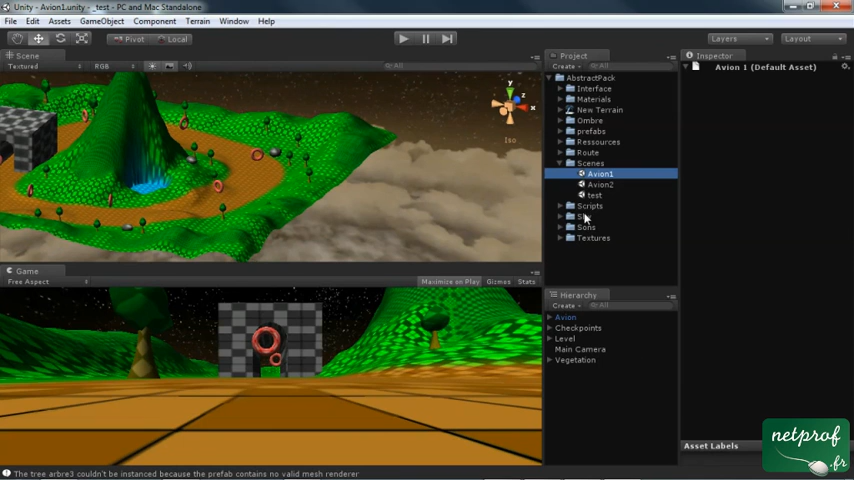 Unity - Avion1.unity - _test - PC and Mac Standalone
File Edit Assets GameObject Component Terrain Window Help
Pivot Local Layers Layout
Scene
Textured RGB All
y
z
x
Iso
Game
Free Aspect Maximize on Play Gizmos Stats
Project
Create All
AbstractPack
Interface
Materials
New Terrain
Ombre
prefabs
Ressources
Route
Scenes
Avion1
Avion2
test
Scripts
Sons
Textures
Hierarchy
Create All
Avion
Checkpoints
Level
Main Camera
Vegetation
Inspector
Avion 1 (Default Asset)
Asset Labels
netprof
.fr
The tree arbre3 couldn't be instanced because the prefab contains no valid mesh renderer